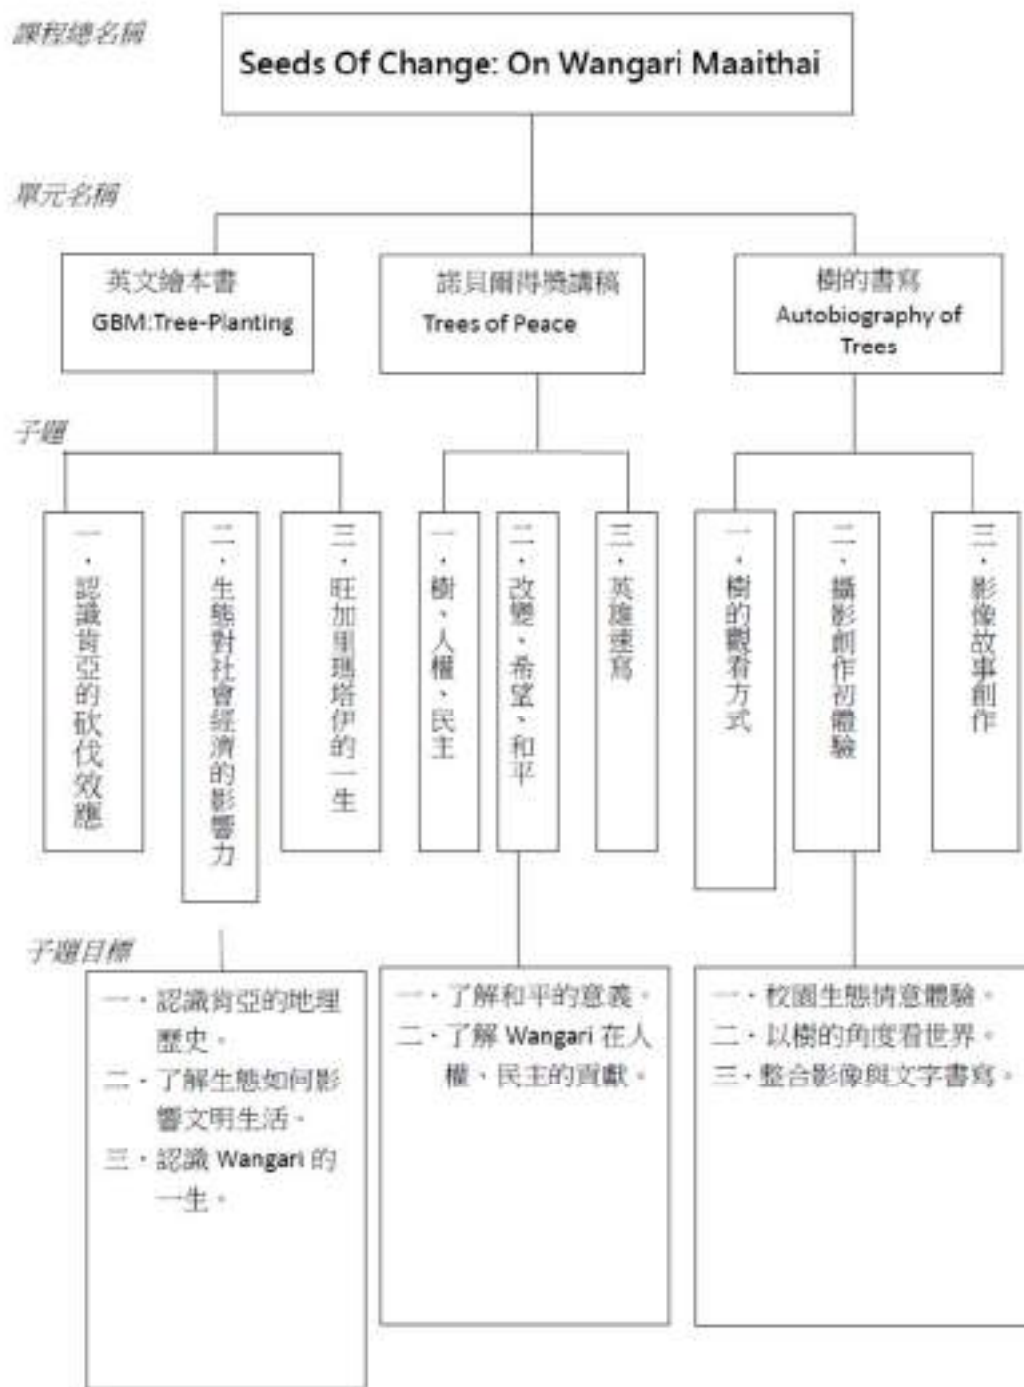 課程總名稱
Seeds Of Change: On Wangari Maaithai
單元名稱
英文繪本書
GBM:Tree-Planting
諾貝爾得獎講稿
Trees of Peace
樹的書寫
Autobiography of
Trees
子題
一．認識肯亞的砍伐效應
二．生態對社會經濟的影響力
三．旺加里瑪塔伊的一生
一．樹、人權、民主
二．改變、希望、和平
三．英雄速寫
一．樹的觀看方式
二．攝影創作初體驗
三．影像故事創作
子題目標
一．認識肯亞的地理
歷史。
二．了解生態如何影
響文明生活。
三．認識 Wangari 的
一生。
一．了解和平的意義。
二．了解 Wangari 在人
權、民主的貢獻。
一．校園生態情意體驗。
二．以樹的角度看世界。
三．整合影像與文字書寫。